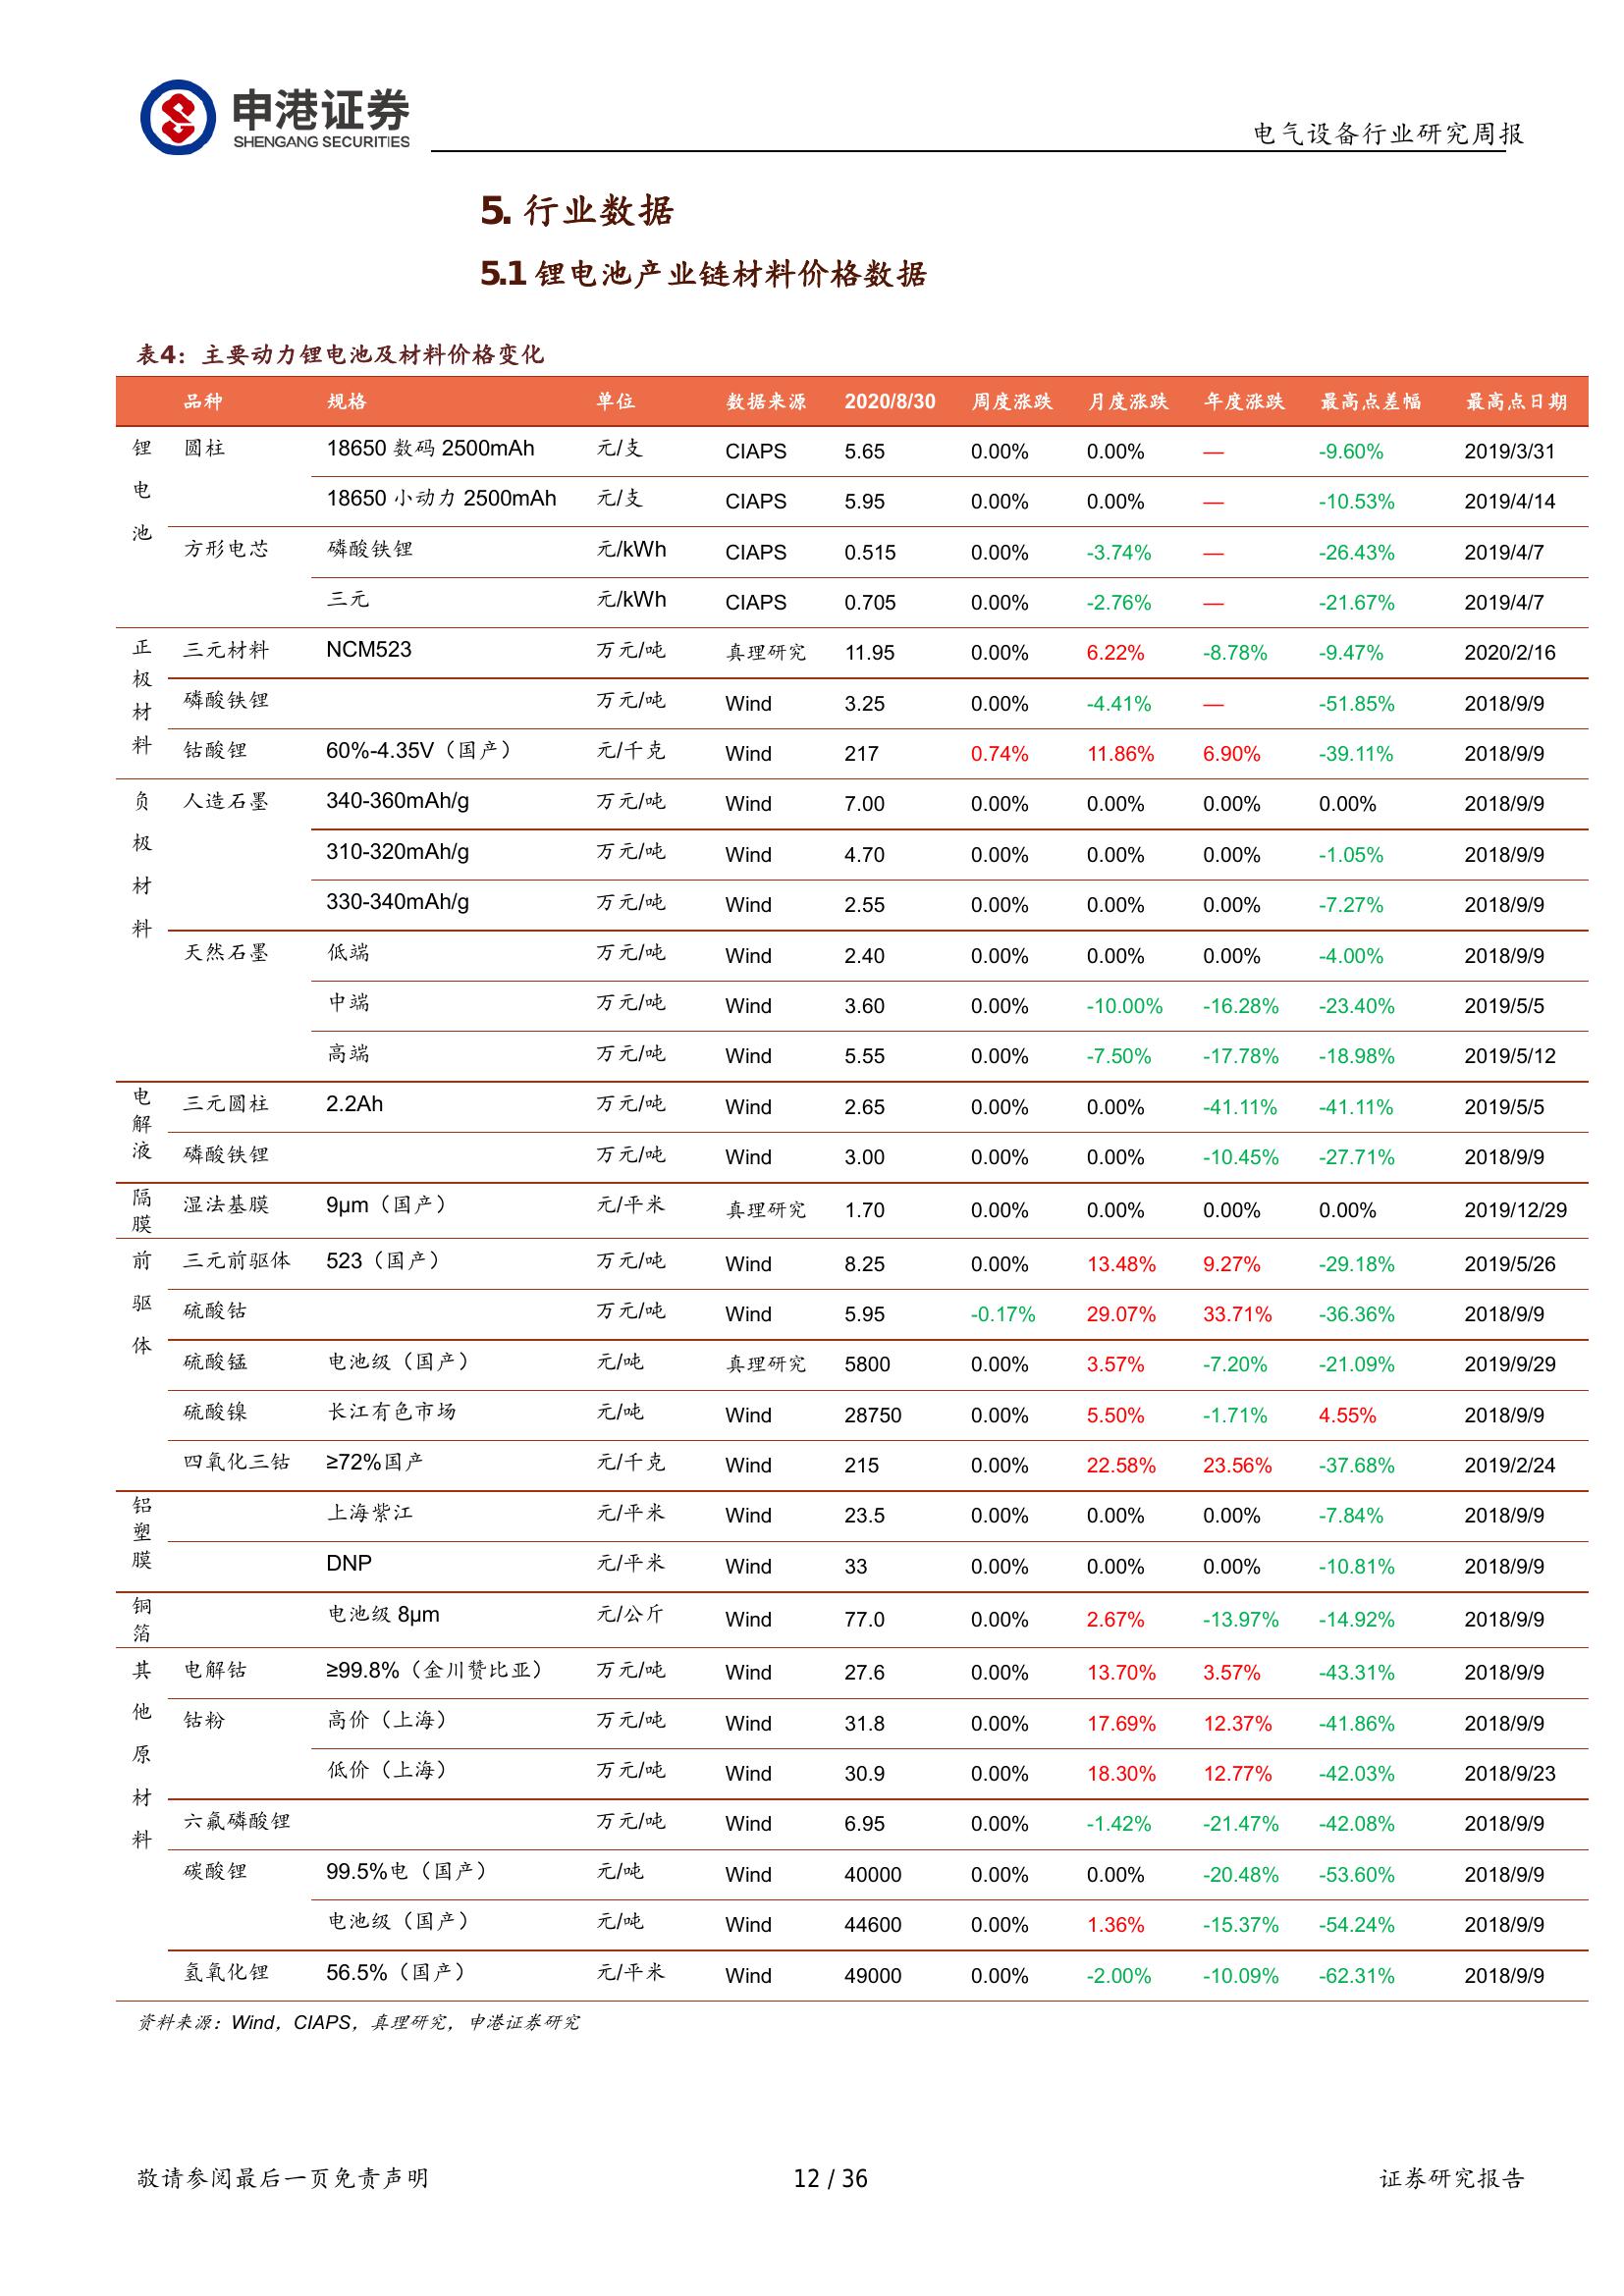 申港证券
SHENGANG SECURITIES
电气设备行业研究周报
5. 行业数据
5.1 锂电池产业链材料价格数据
表4：主要动力锂电池及材料价格变化
品种 规格 单位 数据来源 2020/8/30 周度涨跌 月度涨跌 年度涨跌 最高点差幅 最高点日期
锂电池 圆柱 18650 数码 2500mAh 元/支 CIAPS 5.65 0.00% 0.00% — -9.60% 2019/3/31
18650 小动力 2500mAh 元/支 CIAPS 5.95 0.00% 0.00% — -10.53% 2019/4/14
方形电芯 磷酸铁锂 元/kWh CIAPS 0.515 0.00% -3.74% — -26.43% 2019/4/7
三元 元/kWh CIAPS 0.705 0.00% -2.76% — -21.67% 2019/4/7
正极材料 三元材料 NCM523 万元/吨 真理研究 11.95 0.00% 6.22% -8.78% -9.47% 2020/2/16
磷酸铁锂 万元/吨 Wind 3.25 0.00% -4.41% — -51.85% 2018/9/9
钴酸锂 60%-4.35V（国产） 元/千克 Wind 217 0.74% 11.86% 6.90% -39.11% 2018/9/9
负极材料 人造石墨 340-360mAh/g 万元/吨 Wind 7.00 0.00% 0.00% 0.00% 0.00% 2018/9/9
310-320mAh/g 万元/吨 Wind 4.70 0.00% 0.00% 0.00% -1.05% 2018/9/9
330-340mAh/g 万元/吨 Wind 2.55 0.00% 0.00% 0.00% -7.27% 2018/9/9
天然石墨 低端 万元/吨 Wind 2.40 0.00% 0.00% 0.00% -4.00% 2018/9/9
中端 万元/吨 Wind 3.60 0.00% -10.00% -16.28% -23.40% 2019/5/5
高端 万元/吨 Wind 5.55 0.00% -7.50% -17.78% -18.98% 2019/5/12
电解液 三元圆柱 2.2Ah 万元/吨 Wind 2.65 0.00% 0.00% -41.11% -41.11% 2019/5/5
磷酸铁锂 万元/吨 Wind 3.00 0.00% 0.00% -10.45% -27.71% 2018/9/9
隔膜 湿法基膜 9μm（国产） 元/平米 真理研究 1.70 0.00% 0.00% 0.00% 0.00% 2019/12/29
前驱体 三元前驱体 523（国产） 万元/吨 Wind 8.25 0.00% 13.48% 9.27% -29.18% 2019/5/26
硫酸钴 万元/吨 Wind 5.95 -0.17% 29.07% 33.71% -36.36% 2018/9/9
硫酸锰 电池级（国产） 元/吨 真理研究 5800 0.00% 3.57% -7.20% -21.09% 2019/9/29
硫酸镍 长江有色市场 元/吨 Wind 28750 0.00% 5.50% -1.71% 4.55% 2018/9/9
四氧化三钴 ≥72%国产 元/千克 Wind 215 0.00% 22.58% 23.56% -37.68% 2019/2/24
铝塑膜 上海紫江 元/平米 Wind 23.5 0.00% 0.00% 0.00% -7.84% 2018/9/9
DNP 元/平米 Wind 33 0.00% 0.00% 0.00% -10.81% 2018/9/9
铜箔 电池级 8μm 元/公斤 Wind 77.0 0.00% 2.67% -13.97% -14.92% 2018/9/9
其他原材料 电解钴 ≥99.8%（金川赞比亚） 万元/吨 Wind 27.6 0.00% 13.70% 3.57% -43.31% 2018/9/9
钴粉 高价（上海） 万元/吨 Wind 31.8 0.00% 17.69% 12.37% -41.86% 2018/9/9
低价（上海） 万元/吨 Wind 30.9 0.00% 18.30% 12.77% -42.03% 2018/9/23
六氟磷酸锂 万元/吨 Wind 6.95 0.00% -1.42% -21.47% -42.08% 2018/9/9
碳酸锂 99.5%电（国产） 元/吨 Wind 40000 0.00% 0.00% -20.48% -53.60% 2018/9/9
电池级（国产） 元/吨 Wind 44600 0.00% 1.36% -15.37% -54.24% 2018/9/9
氢氧化锂 56.5%（国产） 元/平米 Wind 49000 0.00% -2.00% -10.09% -62.31% 2018/9/9
资料来源：Wind，CIAPS，真理研究，申港证券研究
敬请参阅最后一页免责声明 12 / 36 证券研究报告